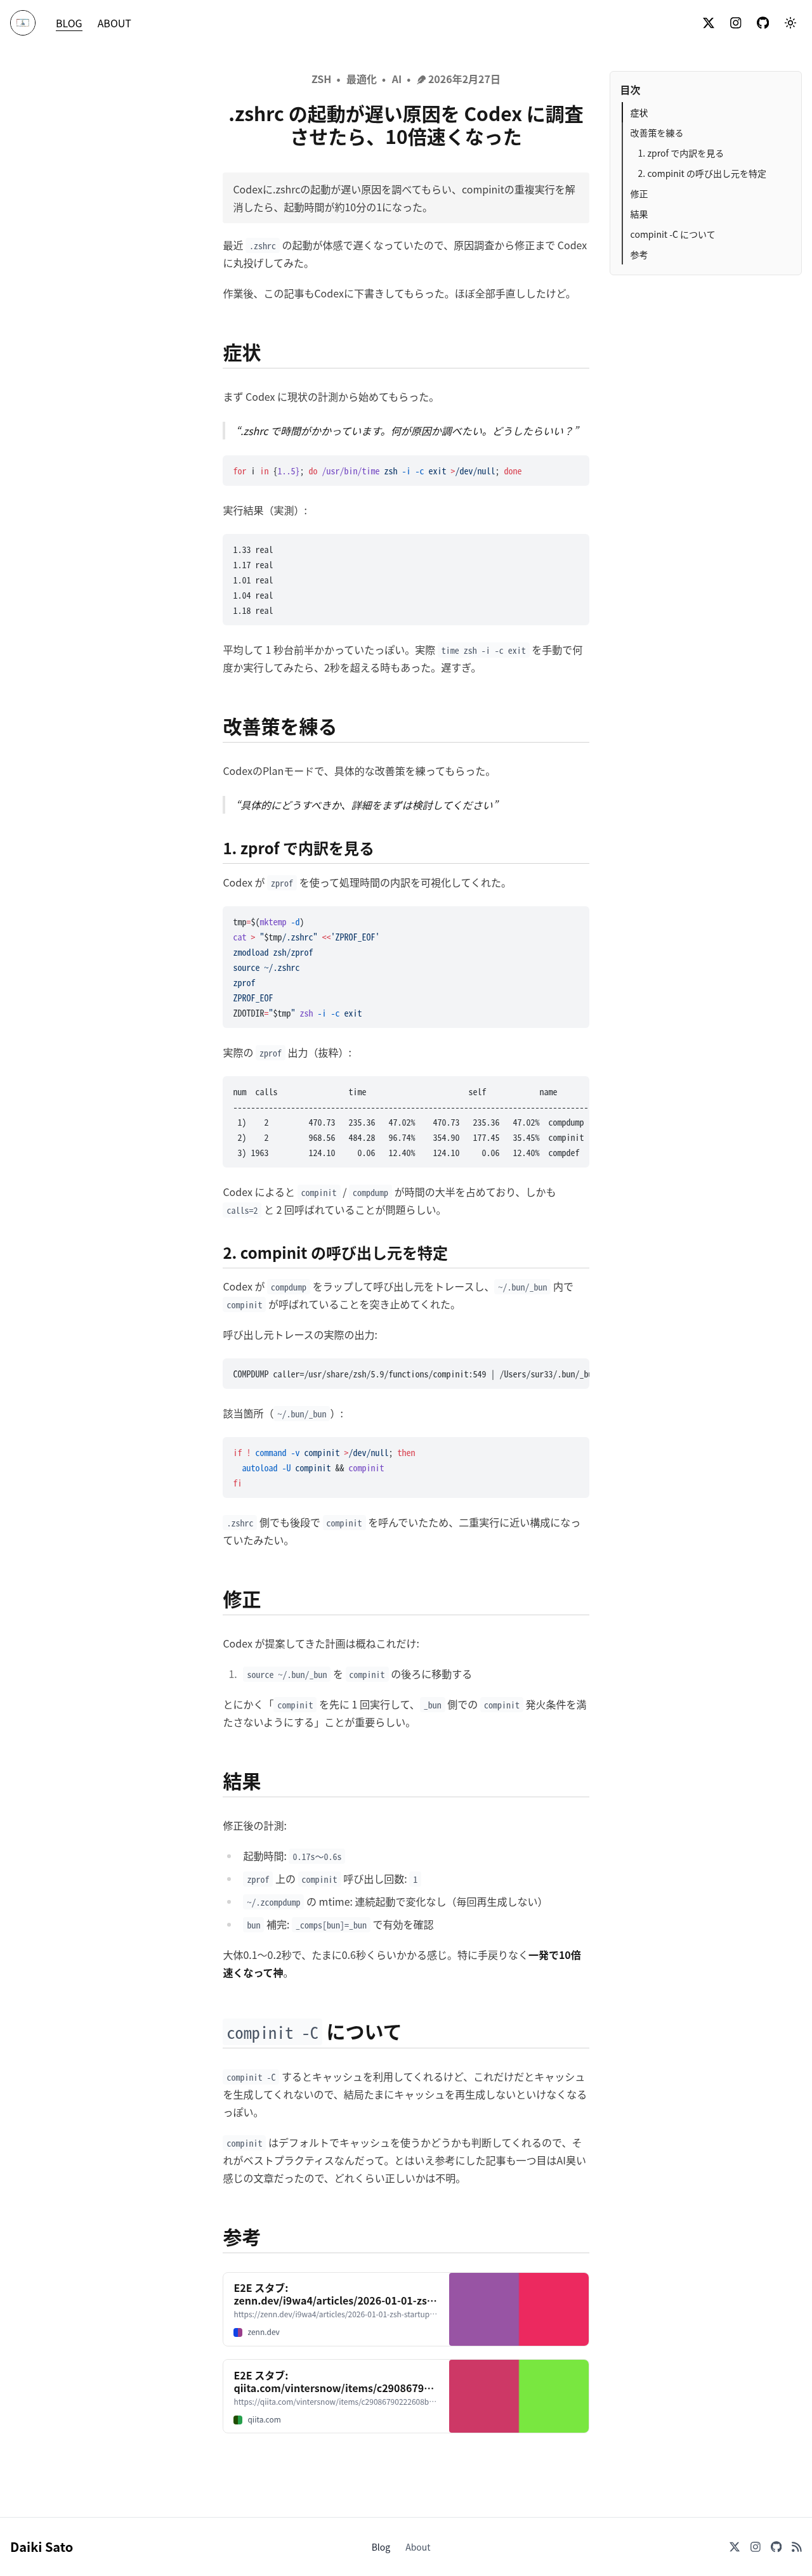 BLOG ABOUT
ZSH • 最適化 • AI • 2026年2月27日
.zshrc の起動が遅い原因を Codex に調査
させたら、10倍速くなった
目次
症状
改善策を練る
1. zprof で内訳を見る
2. compinit の呼び出し元を特定
修正
結果
compinit -C について
参考
Codexに.zshrcの起動が遅い原因を調べてもらい、compinitの重複実行を解
消したら、起動時間が約10分の1になった。
最近 .zshrc の起動が体感で遅くなっていたので、原因調査から修正まで Codex
に丸投げしてみた。
作業後、この記事もCodexに下書きしてもらった。ほぼ全部手直ししたけど。
症状
まず Codex に現状の計測から始めてもらった。
“.zshrc で時間がかかっています。何が原因か調べたい。どうしたらいい？”
for i in {1..5}; do /usr/bin/time zsh -i -c exit >/dev/null; done
実行結果（実測）:
1.33 real
1.17 real
1.01 real
1.04 real
1.18 real
平均して 1 秒台前半かかっていたっぽい。実際 time zsh -i -c exit を手動で何
度か実行してみたら、2秒を超える時もあった。遅すぎ。
改善策を練る
CodexのPlanモードで、具体的な改善策を練ってもらった。
“具体的にどうすべきか、詳細をまずは検討してください”
1. zprof で内訳を見る
Codex が zprof を使って処理時間の内訳を可視化してくれた。
tmp=$(mktemp -d)
cat > "$tmp/.zshrc" <<'ZPROF_EOF'
zmodload zsh/zprof
source ~/.zshrc
zprof
ZPROF_EOF
ZDOTDIR="$tmp" zsh -i -c exit
実際の zprof 出力（抜粋）:
num calls time self name
--------------------------------------------------------------------------------
1) 2 470.73 235.36 47.02% 470.73 235.36 47.02% compdump
2) 2 968.56 484.28 96.74% 354.90 177.45 35.45% compinit
3) 1963 124.10 0.06 12.40% 124.10 0.06 12.40% compdef
Codex によると compinit / compdump が時間の大半を占めており、しかも
calls=2 と 2 回呼ばれていることが問題らしい。
2. compinit の呼び出し元を特定
Codex が compdump をラップして呼び出し元をトレースし、 ~/.bun/_bun 内で
compinit が呼ばれていることを突き止めてくれた。
呼び出し元トレースの実際の出力:
COMPDUMP caller=/usr/share/zsh/5.9/functions/compinit:549 | /Users/sur33/.bun/_bu
該当箇所（ ~/.bun/_bun ）:
if ! command -v compinit >/dev/null; then
autoload -U compinit && compinit
fi
.zshrc 側でも後段で compinit を呼んでいたため、二重実行に近い構成になっ
ていたみたい。
修正
Codex が提案してきた計画は概ねこれだけ:
1. source ~/.bun/_bun を compinit の後ろに移動する
とにかく「 compinit を先に 1 回実行して、 _bun 側での compinit 発火条件を満
たさないようにする」ことが重要らしい。
結果
修正後の計測:
起動時間: 0.17s〜0.6s
zprof 上の compinit 呼び出し回数: 1
~/.zcompdump の mtime: 連続起動で変化なし（毎回再生成しない）
bun 補完: _comps[bun]=_bun で有効を確認
大体0.1〜0.2秒で、たまに0.6秒くらいかかる感じ。特に手戻りなく一発で10倍
速くなって神。
compinit -C について
compinit -C するとキャッシュを利用してくれるけど、これだけだとキャッシュ
を生成してくれないので、結局たまにキャッシュを再生成しないといけなくなる
っぽい。
compinit はデフォルトでキャッシュを使うかどうかも判断してくれるので、そ
れがベストプラクティスなんだって。とはいえ参考にした記事も一つ目はAI臭い
感じの文章だったので、どれくらい正しいかは不明。
参考
E2E スタブ:
zenn.dev/i9wa4/articles/2026-01-01-zs…
https://zenn.dev/i9wa4/articles/2026-01-01-zsh-startup…
zenn.dev
E2E スタブ:
qiita.com/vintersnow/items/c2908679…
https://qiita.com/vintersnow/items/c29086790222608b…
qiita.com
Daiki Sato
Blog About